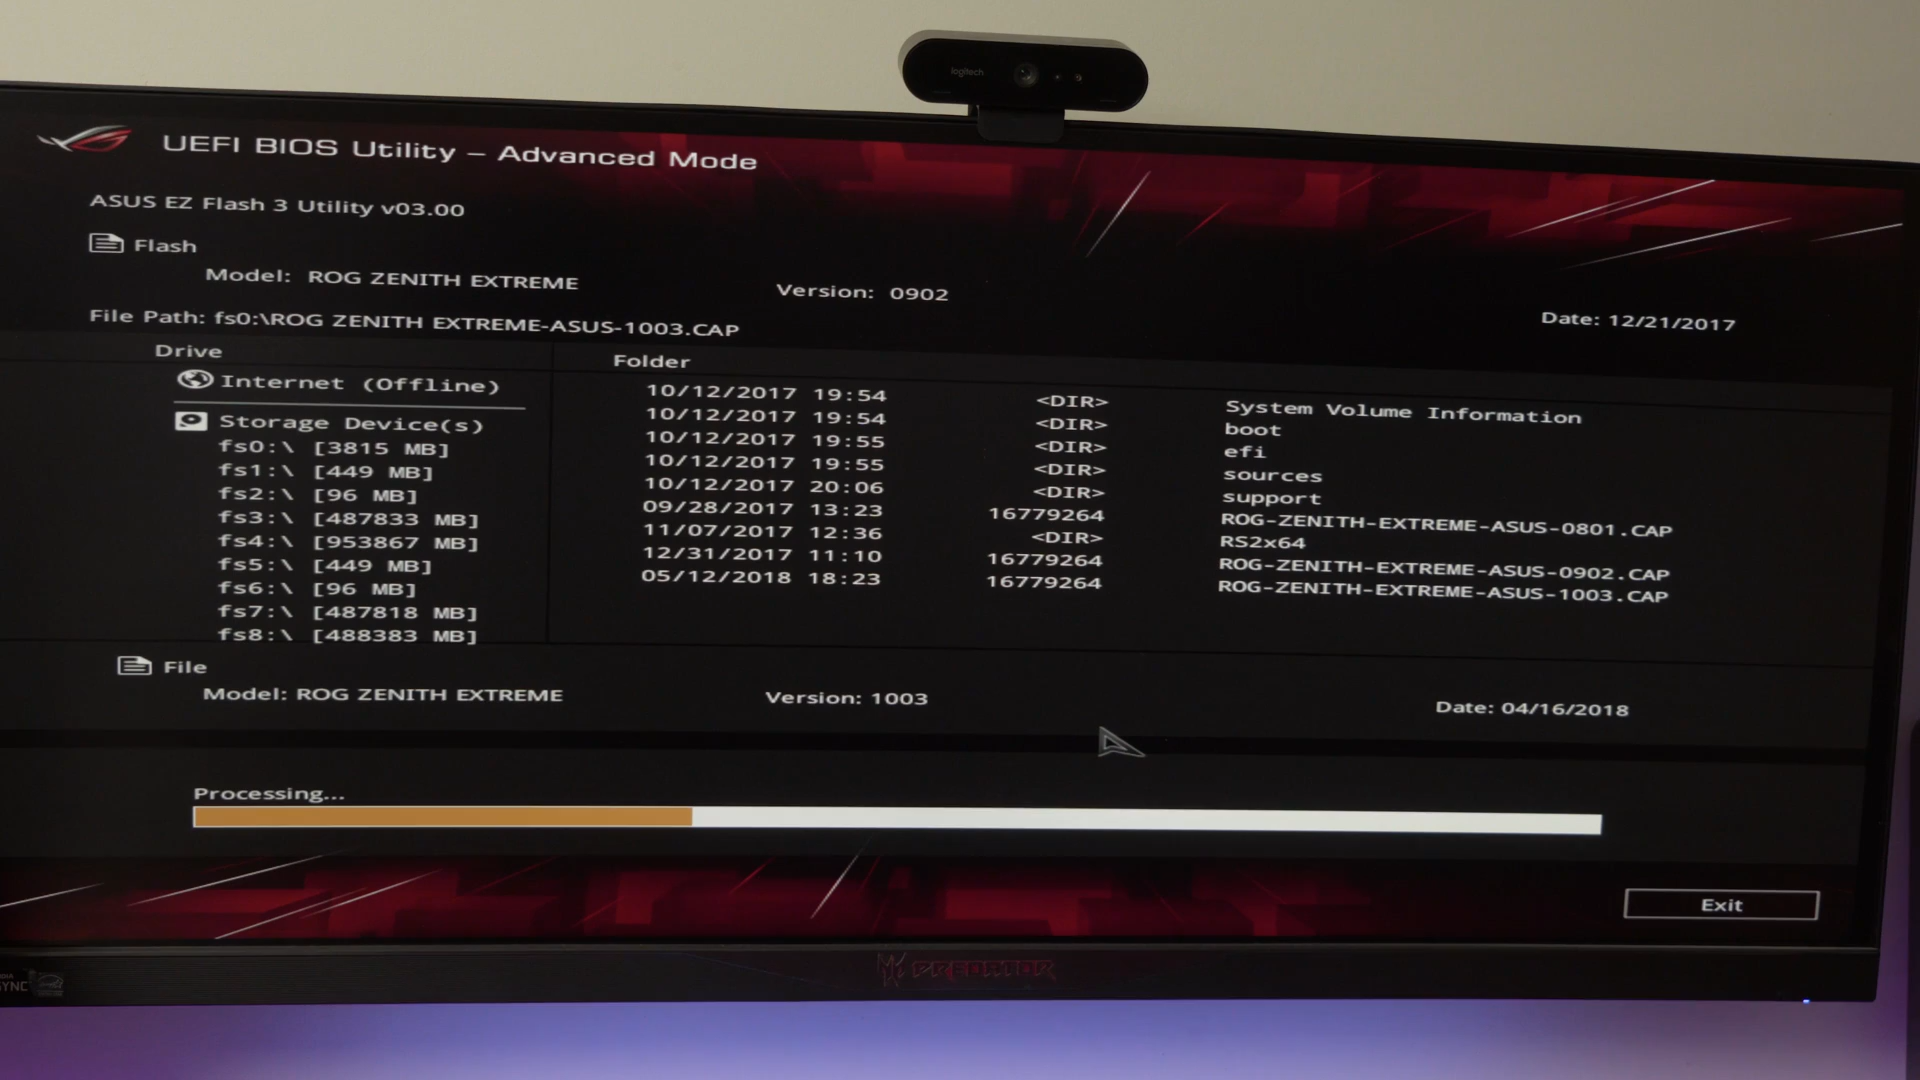 logitech
UEFI BIOS Utility – Advanced Mode
ASUS EZ Flash 3 Utility v03.00
Flash
Model: ROG ZENITH EXTREME
Version: 0902
Date: 12/21/2017
File Path: fs0:\ROG ZENITH EXTREME-ASUS-1003.CAP
Drive
Internet (Offline)
Storage Device(s)
fs0:\ [3815 MB]
fs1:\ [449 MB]
fs2:\ [96 MB]
fs3:\ [487833 MB]
fs4:\ [953867 MB]
fs5:\ [449 MB]
fs6:\ [96 MB]
fs7:\ [487818 MB]
fs8:\ [488383 MB]
Folder
10/12/2017 19:54 <DIR> System Volume Information
10/12/2017 19:54 <DIR> boot
10/12/2017 19:55 <DIR> efi
10/12/2017 19:55 <DIR> sources
10/12/2017 20:06 <DIR> support
09/28/2017 13:23 16779264 ROG-ZENITH-EXTREME-ASUS-0801.CAP
11/07/2017 12:36 <DIR> RS2x64
12/31/2017 11:10 16779264 ROG-ZENITH-EXTREME-ASUS-0902.CAP
05/12/2018 18:23 16779264 ROG-ZENITH-EXTREME-ASUS-1003.CAP
File
Model: ROG ZENITH EXTREME
Version: 1003
Date: 04/16/2018
Processing...
Exit
PREDATOR